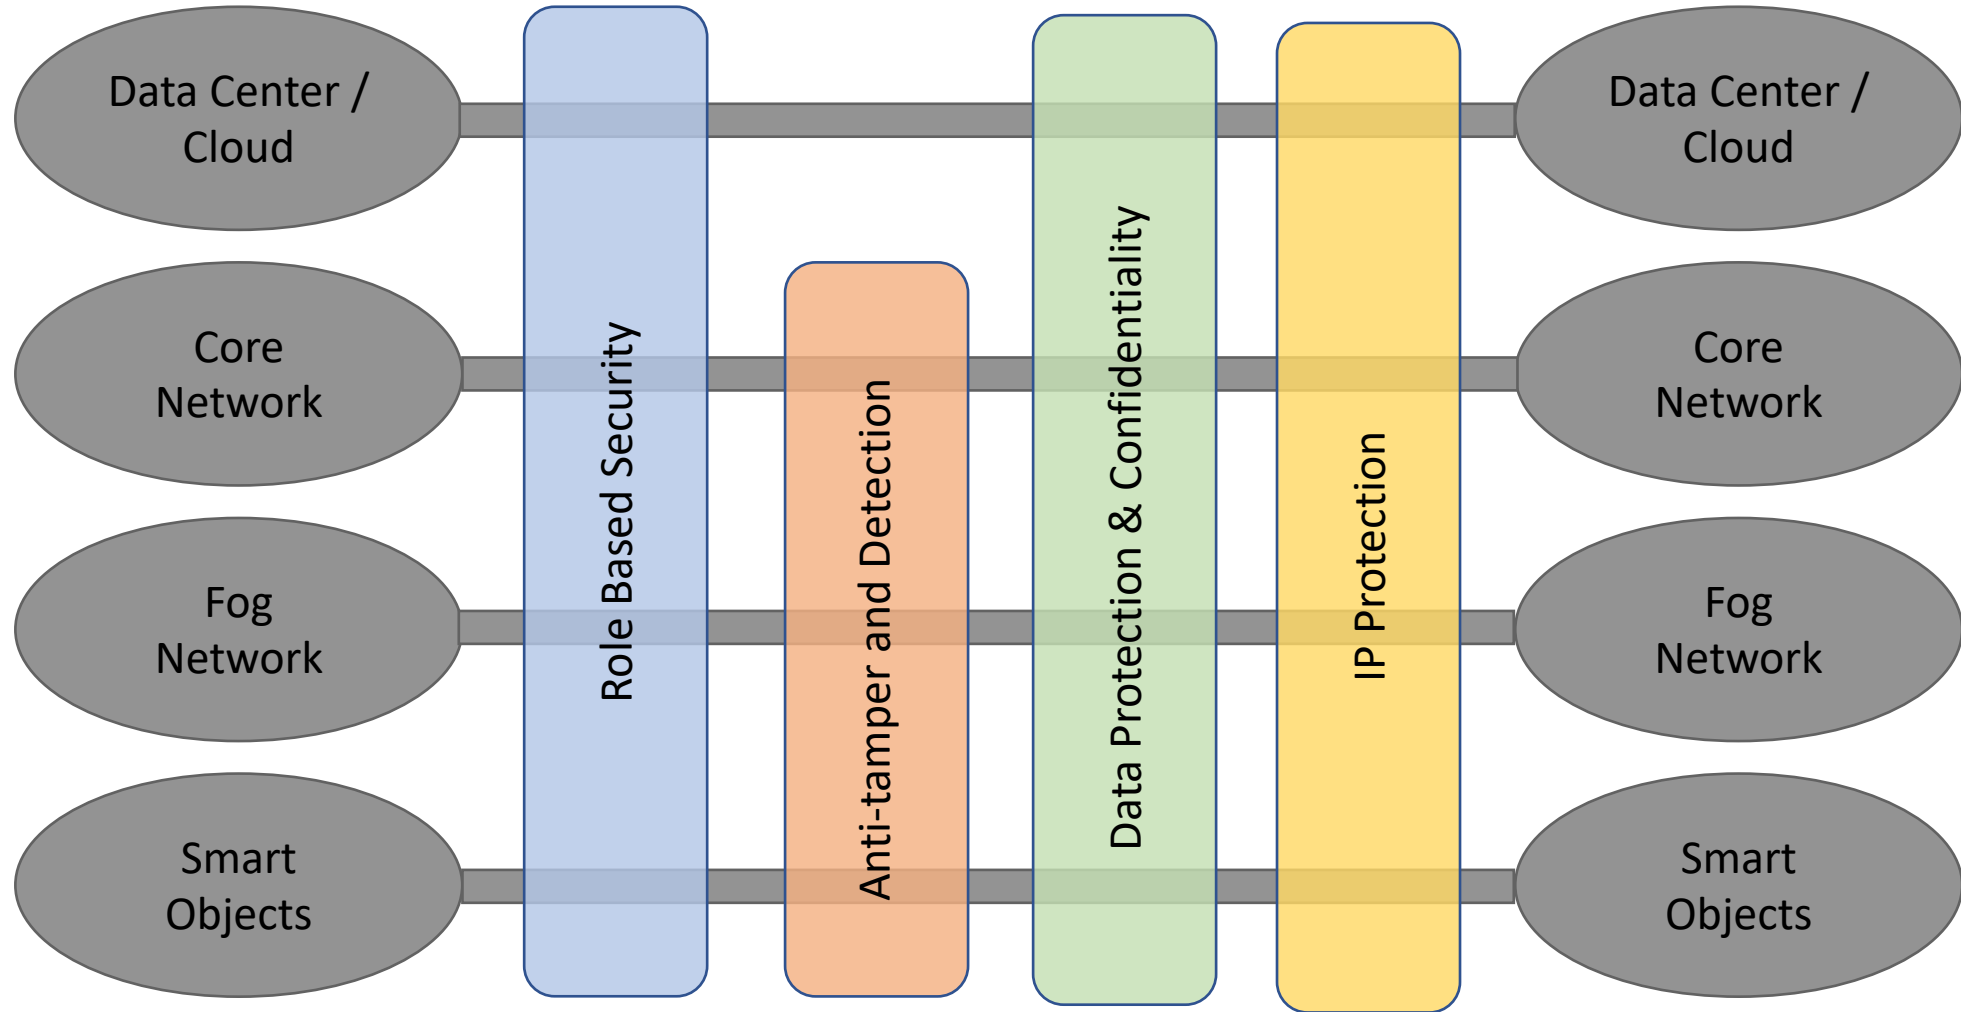 Data Center /
Cloud
Core
Network
Fog
Network
Smart
Objects
Role Based Security
Anti-tamper and Detection
Data Protection & Confidentiality
IP Protection
Data Center /
Cloud
Core
Network
Fog
Network
Smart
Objects